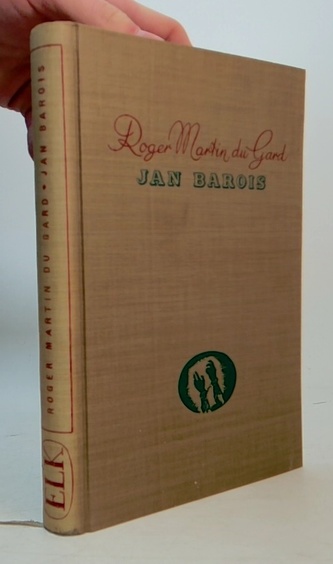 Roger Martin du Gard
JAN BAROIS
ROGER MARTIN DU GARD • JAN BAROIS
ELK